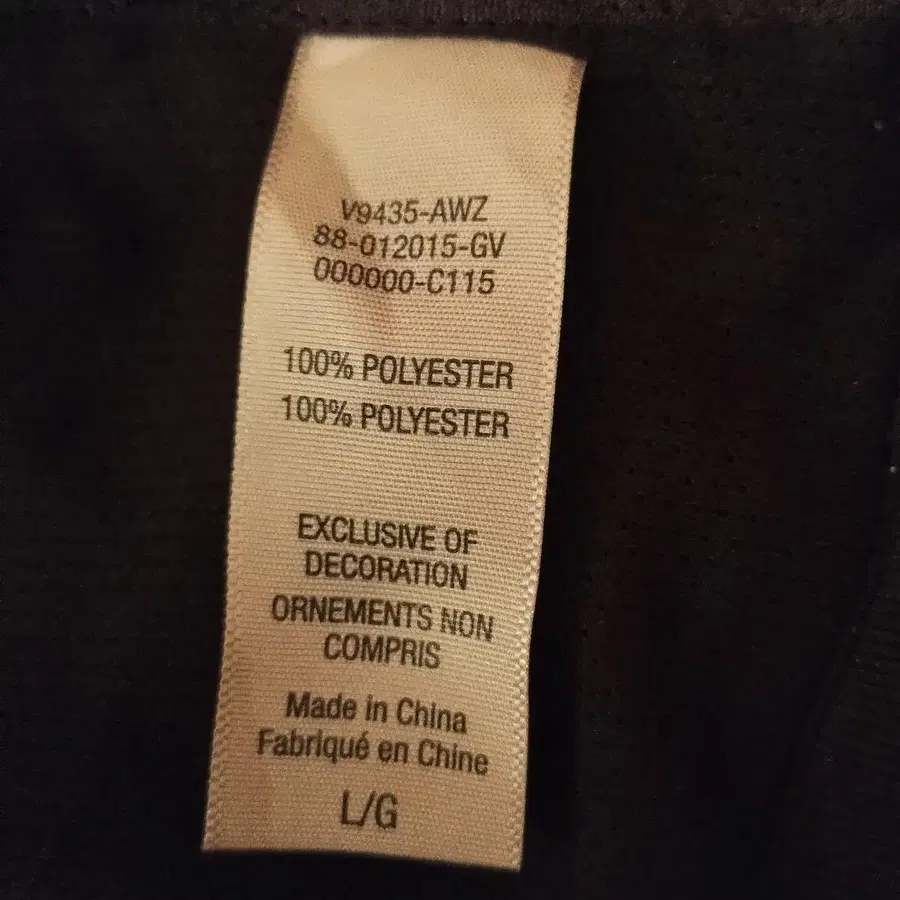 V9435-AWZ
88-012015-GV
000000-C115
100% POLYESTER
100% POLYESTER
EXCLUSIVE OF
DECORATION
ORNEMENTS NON
COMPRIS
Made in China
Fabriqué en Chine
L/G